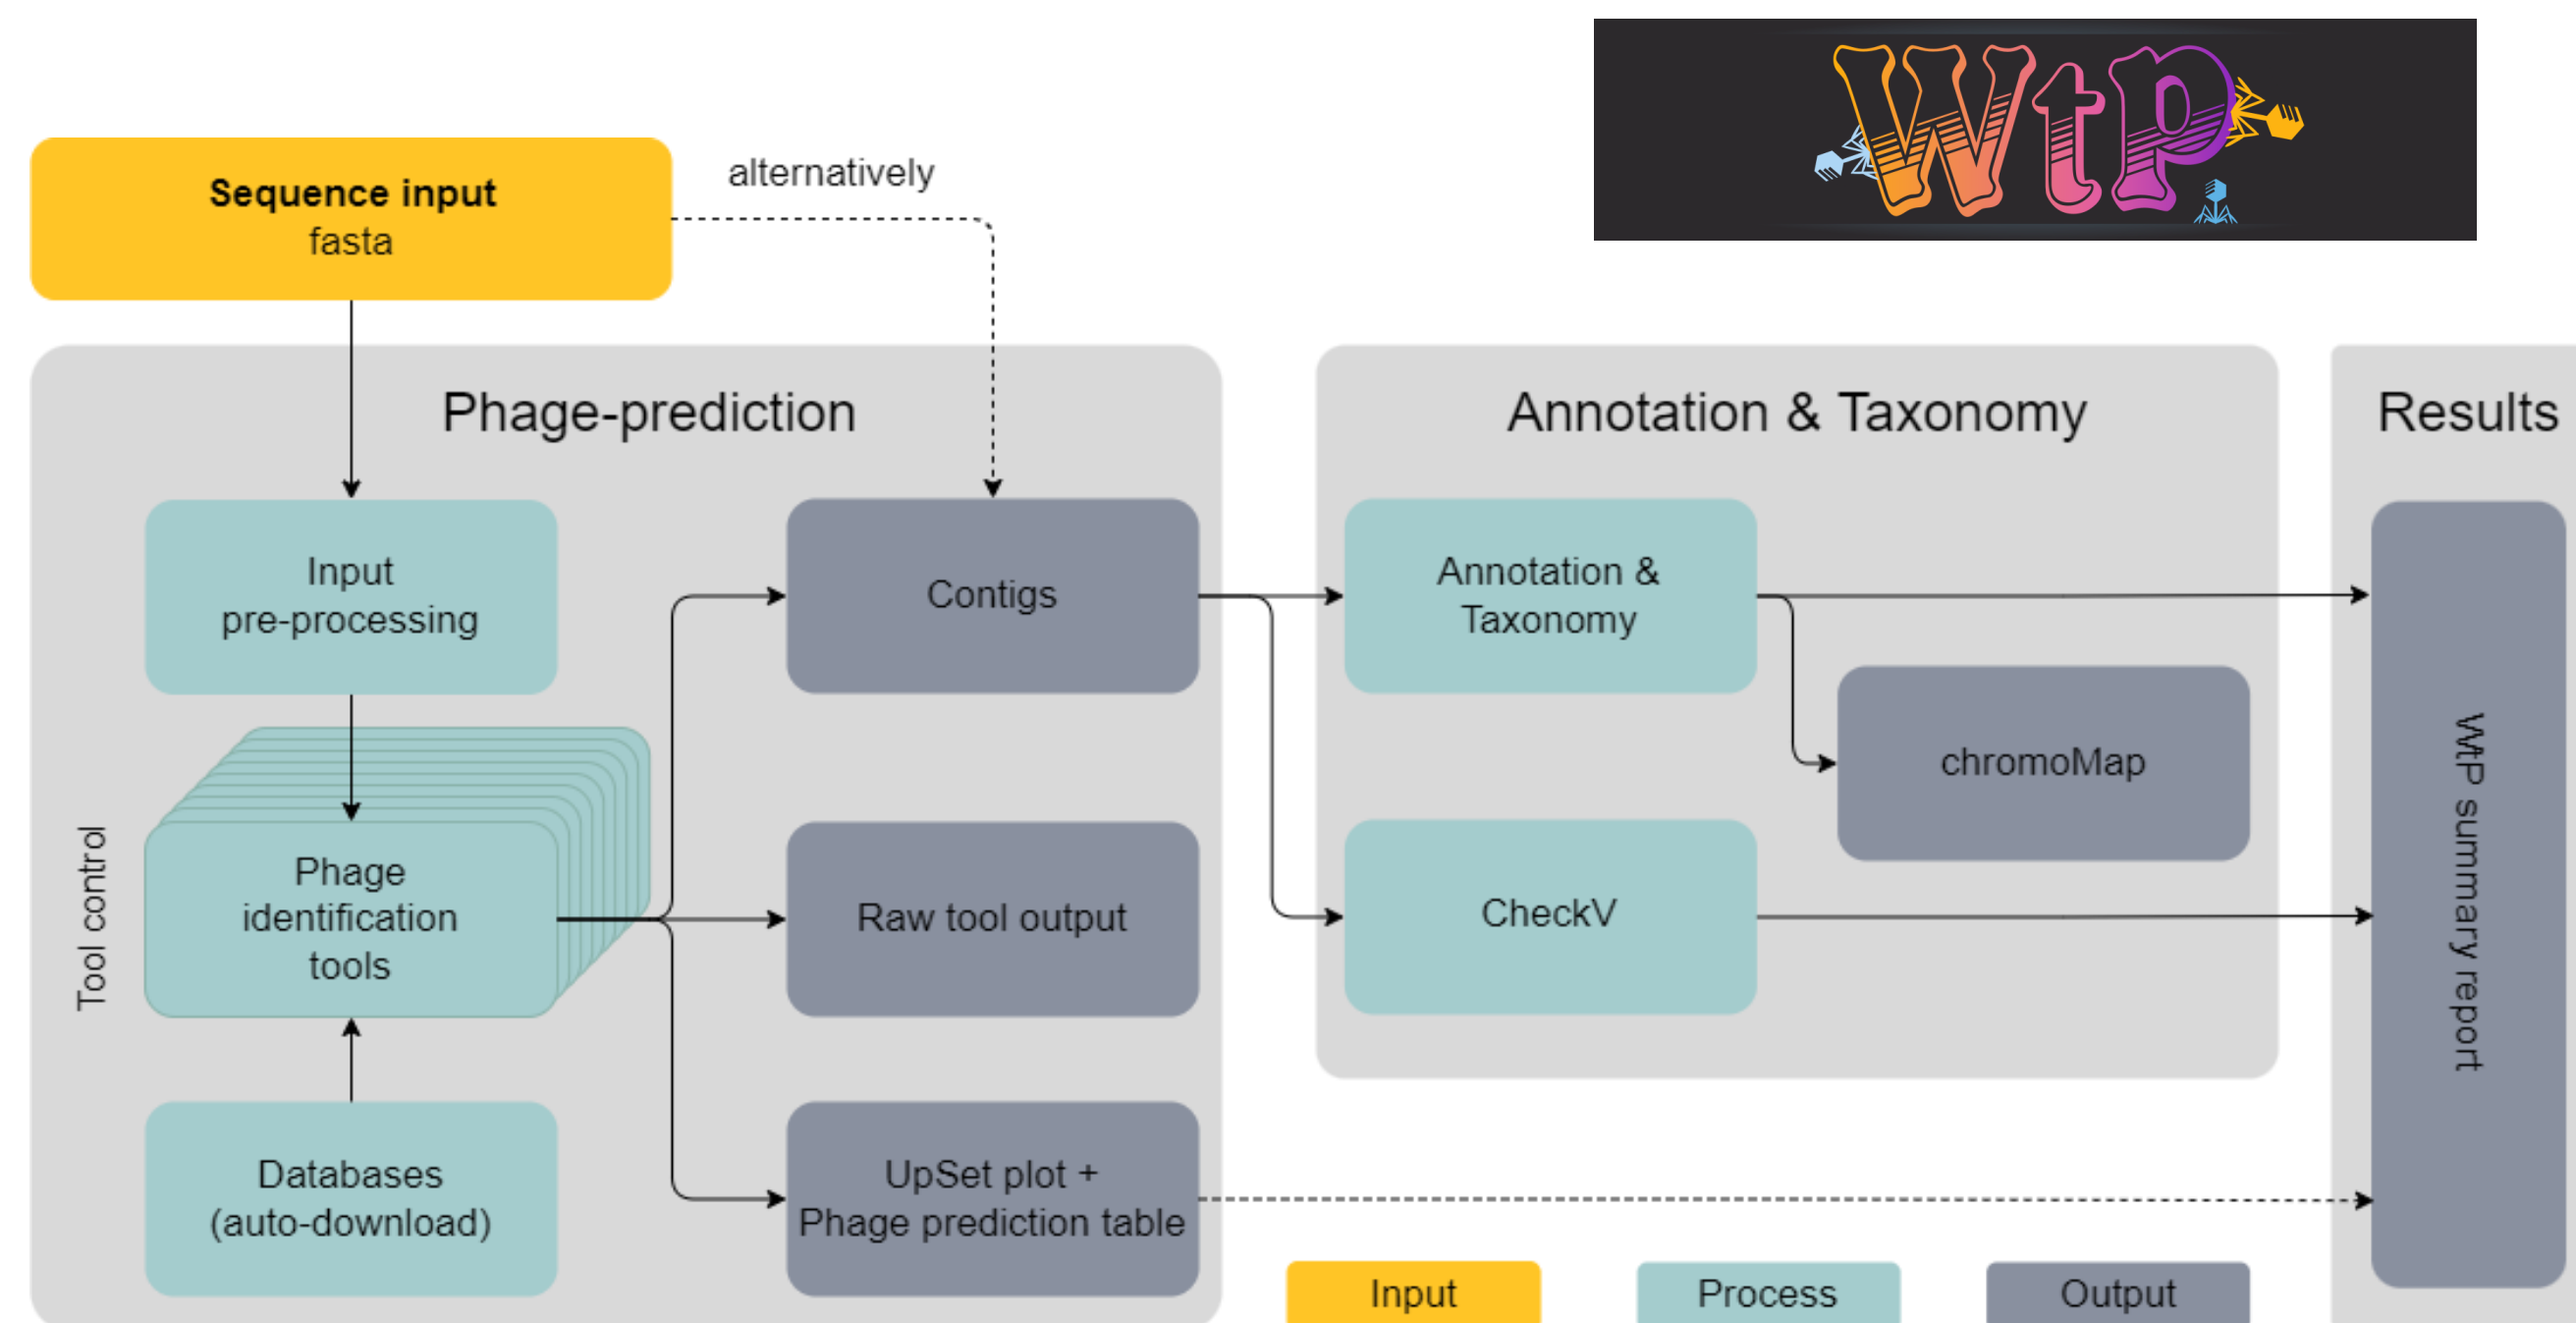 WtP
Sequence input
fasta
alternatively
Phage-prediction
Annotation & Taxonomy
Results
Input
pre-processing
Contigs
Annotation &
Taxonomy
chromoMap
Tool control
Phage
identification
tools
Raw tool output
CheckV
WtP summary report
Databases
(auto-download)
UpSet plot +
Phage prediction table
Input
Process
Output